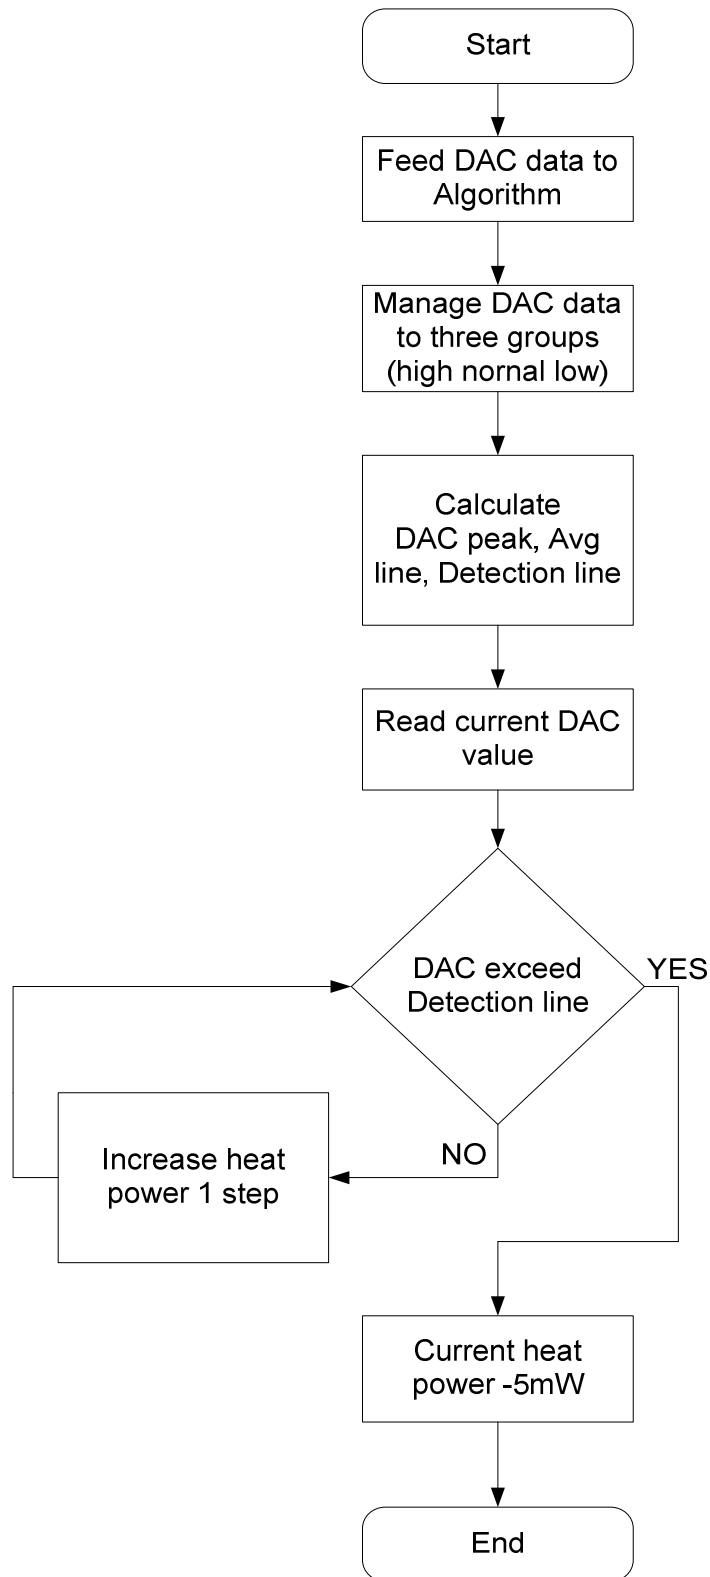 Start
Feed DAC data to
Algorithm
Manage DAC data
to three groups
(high nornal low)
Calculate
DAC peak, Avg
line, Detection line
Read current DAC
value
DAC exceed
Detection line
YES
NO
Increase heat
power 1 step
Current heat
power -5mW
End